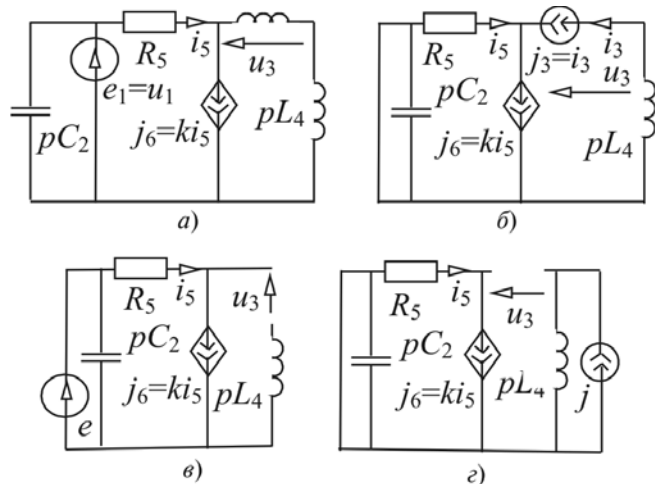 R₅ i₅
u₃
e₁=u₁
pC₂ j₆=ki₅ pL₄
а)
R₅ i₅ j₃=i₃ i₃
pC₂ u₃
j₆=ki₅ pL₄
б)
R₅ i₅ u₃
pC₂
e j₆=ki₅ pL₄
в)
R₅ i₅ u₃
pC₂
j₆=ki₅ pL₄ j
г)